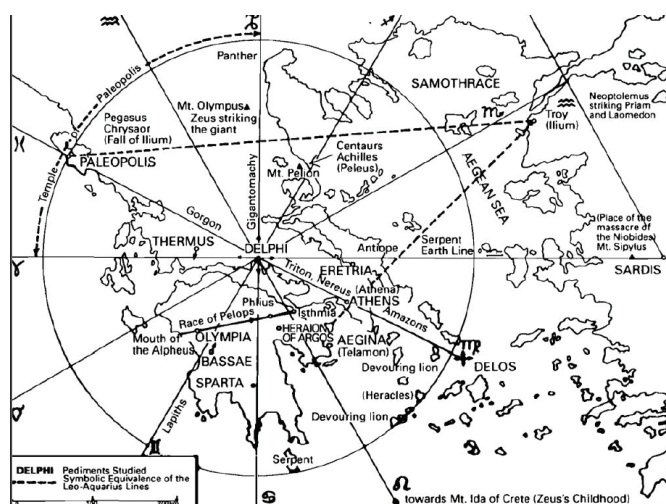 Panther
SAMOTHRACE
Neoptolemus
striking Priam
and Laomedon
Paleopolis
Pegasus
Chrysaor
(Fall of Ilium)
Mt. Olympus
Zeus striking
the giant
Troy
(Ilium)
Centaurs
Achilles
(Peleus)
PALEOPOLIS
Mt. Pelion
AEGEAN SEA
Temple
Gigantomachy
Gorgon
(Place of the
massacre of
the Niobides)
Mt. Sipylus
THERMUS
DELPHI
Antiope
Serpent
Earth Line
SARDIS
ERETRIA
Triton, Nereus
(Athena)
ATHENS
Phlius
Isthmia
Amazons
Race of Pelops
Mouth of
the Alpheus
OLYMPIA
HERAION
OF ARGOS
AEGINA
(Telamon)
BASSAE
Devouring lion
DELOS
SPARTA
(Heracles)
Devouring lion
Lapiths
Serpent
DELPHI Pediments Studied
Symbolic Equivalence of the
Leo-Aquarius Lines
0 100
towards Mt. Ida of Crete (Zeus's Childhood)